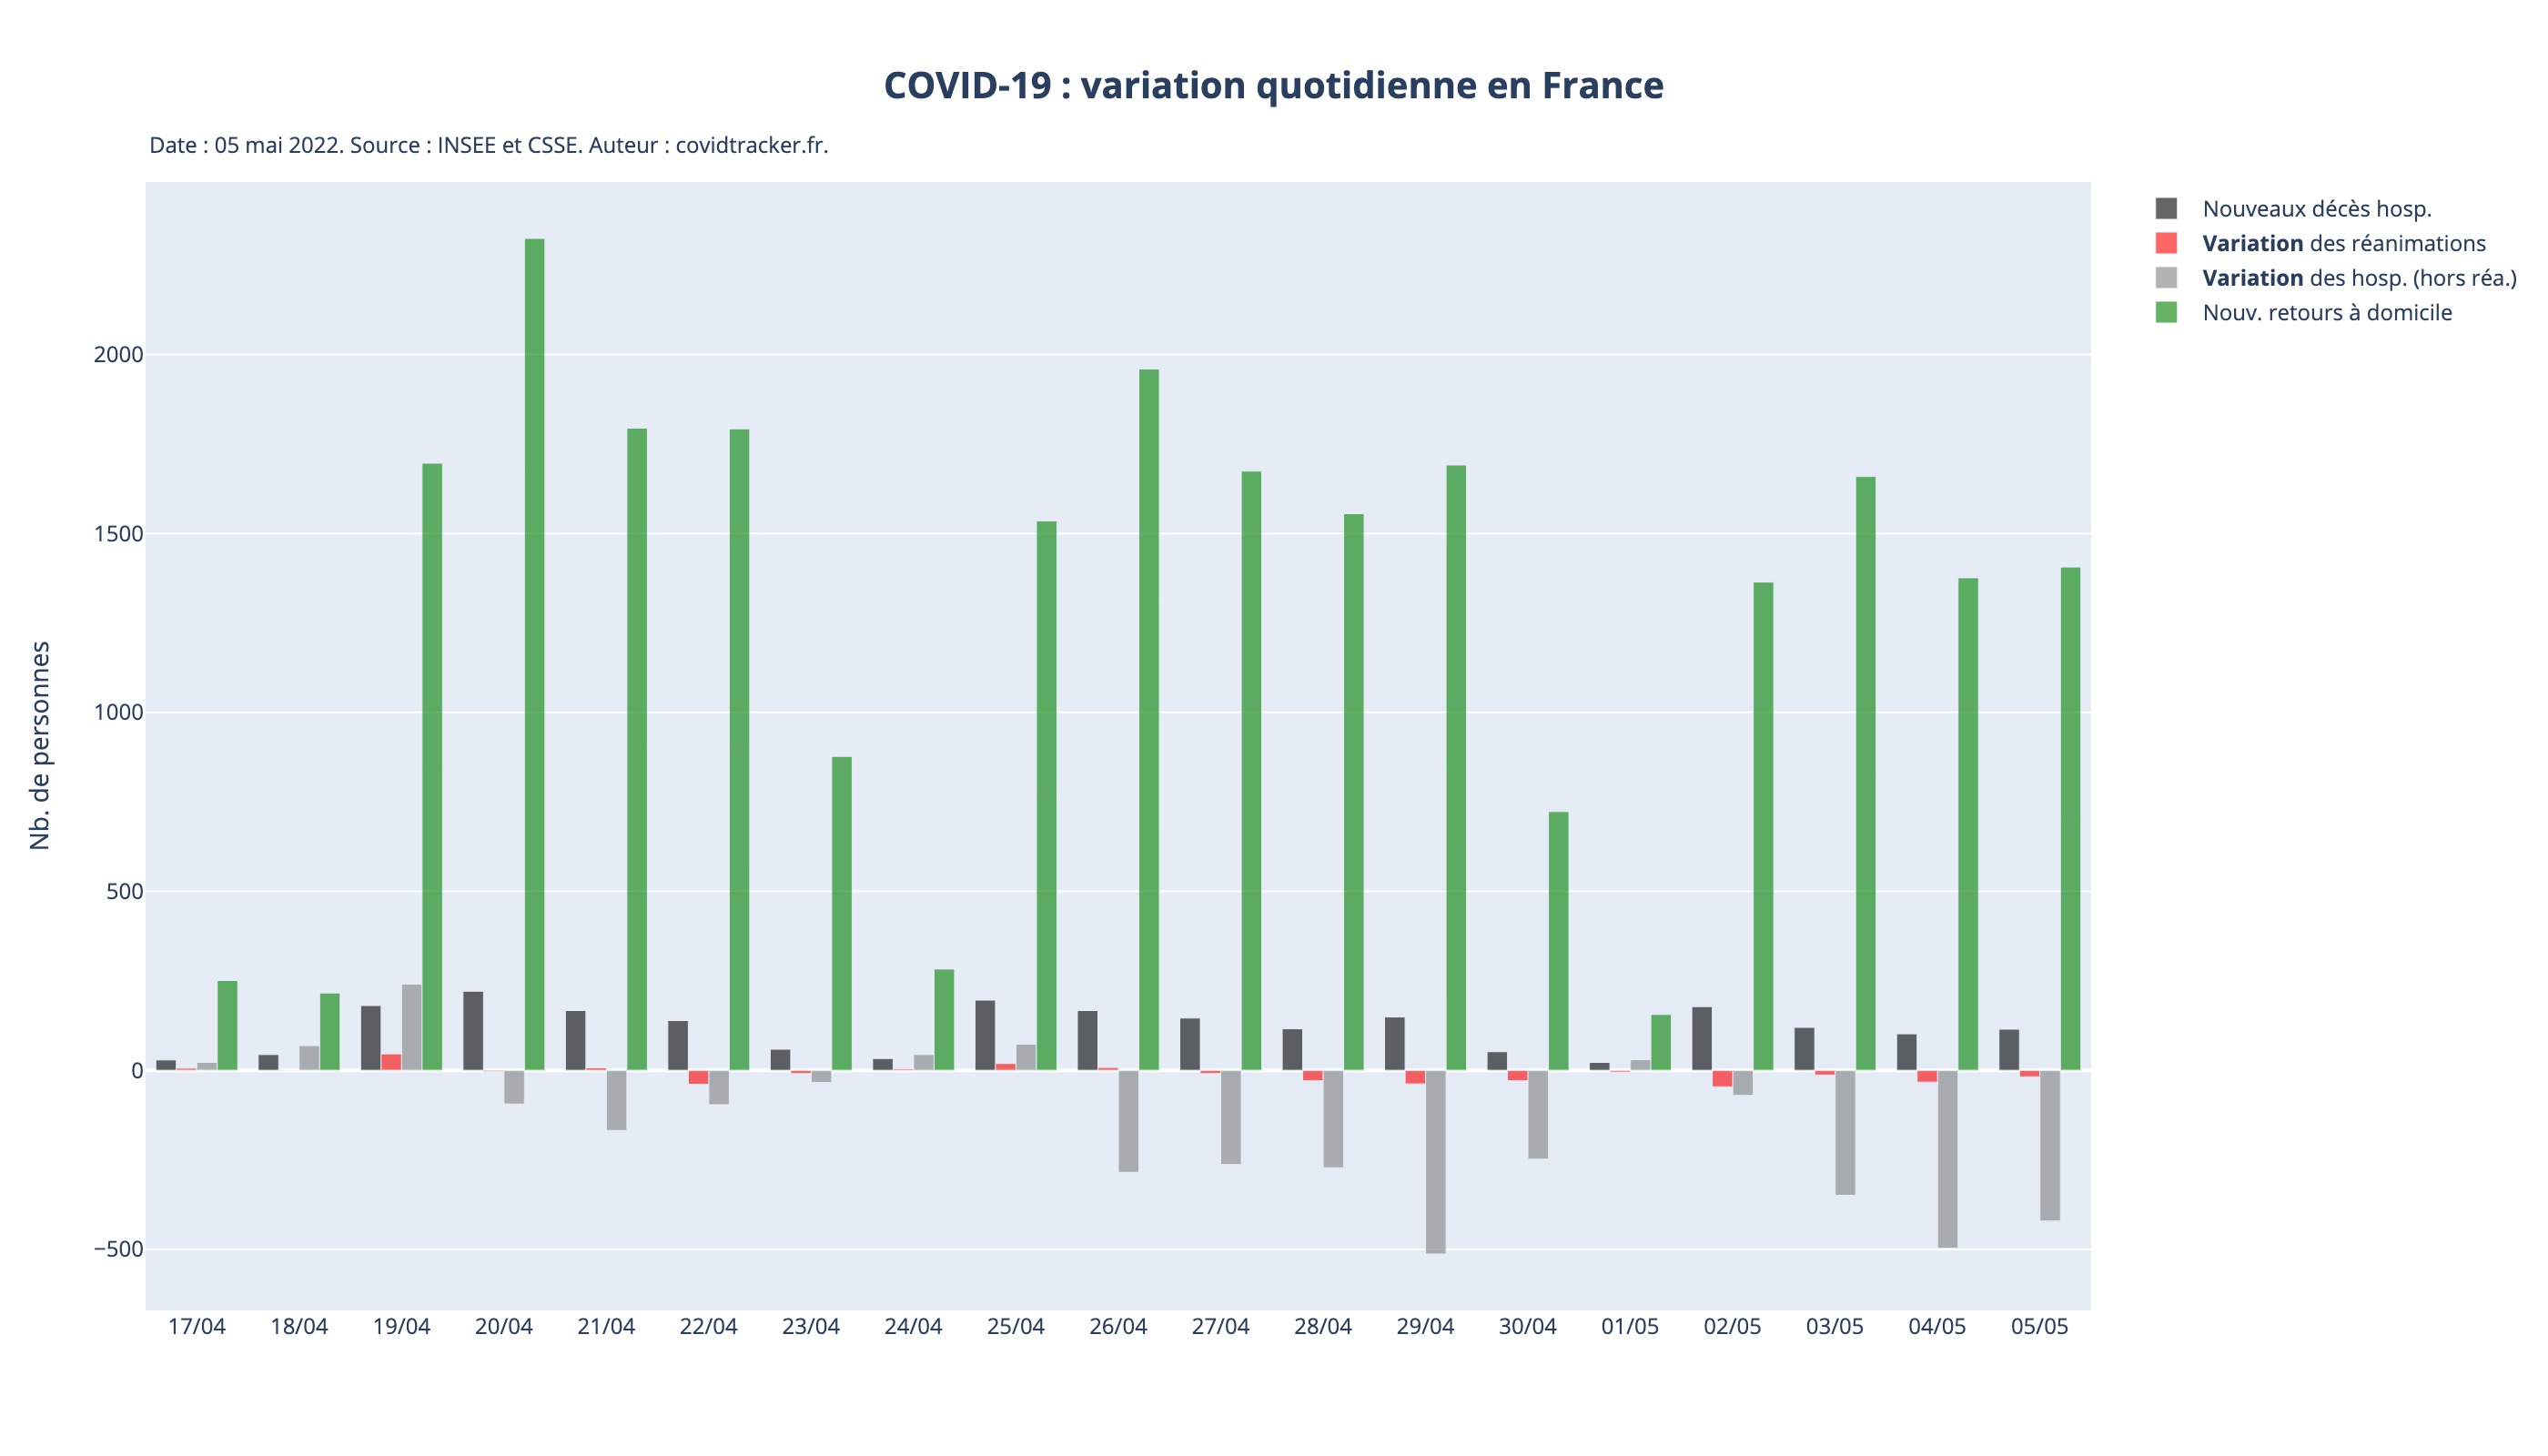 COVID-19 : variation quotidienne en France
Date : 05 mai 2022. Source : INSEE et CSSE. Auteur : covidtracker.fr.
Nouveaux décès hosp.
Variation des réanimations
Variation des hosp. (hors réa.)
Nouv. retours à domicile
Nb. de personnes
2000
1500
1000
500
0
−500
17/04 18/04 19/04 20/04 21/04 22/04 23/04 24/04 25/04 26/04 27/04 28/04 29/04 30/04 01/05 02/05 03/05 04/05 05/05